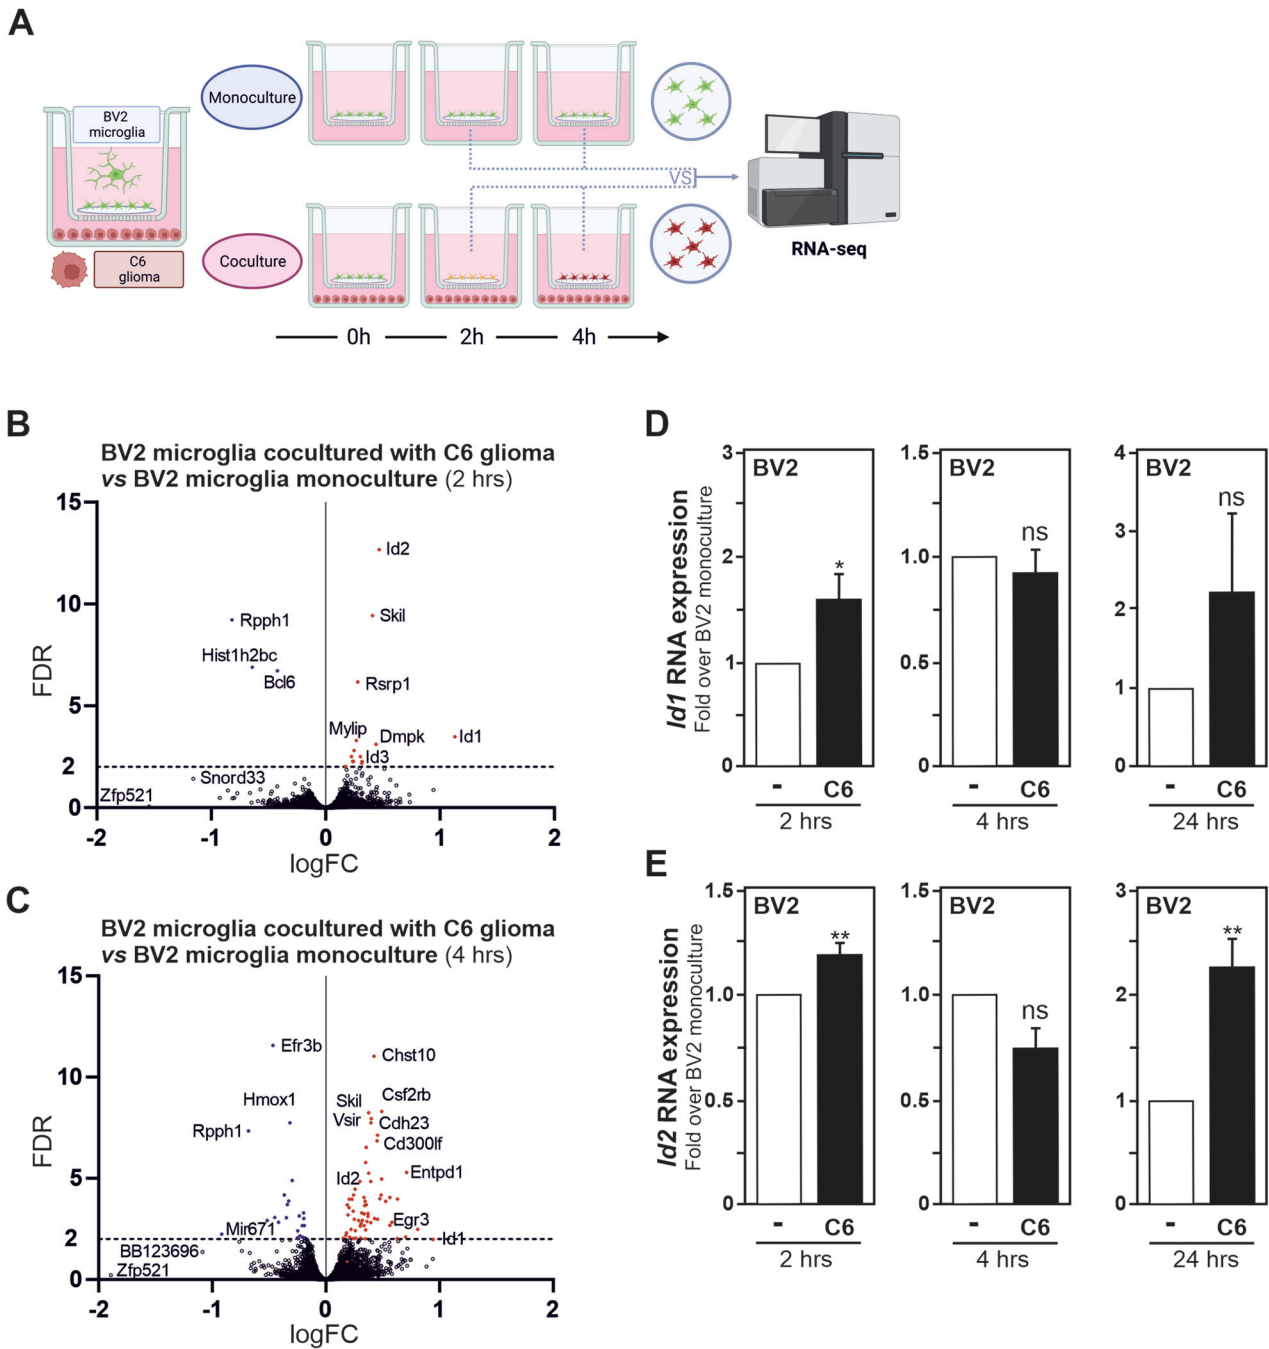 A
BV2
microglia
C6
glioma
Monoculture
Coculture
VS
RNA-seq
0h
2h
4h
B
BV2 microglia cocultured with C6 glioma
vs BV2 microglia monoculture (2 hrs)
FDR
15
10
5
2
0
Id2
Skil
Rpph1
Hist1h2bc
Bcl6
Rsrp1
Mylip
Dmpk
Id1
Id3
Snord33
Zfp521
-2
-1
0
1
2
logFC
C
BV2 microglia cocultured with C6 glioma
vs BV2 microglia monoculture (4 hrs)
FDR
15
10
5
2
0
Efr3b
Chst10
Hmox1
Skil
Csf2rb
Vsir
Cdh23
Rpph1
Cd300lf
Id2
Entpd1
Egr3
Mir671
Id1
BB123696
Zfp521
-2
-1
0
1
2
logFC
D
Id1 RNA expression
Fold over BV2 monoculture
3
2
1
0
BV2
*
-
C6
2 hrs
1.5
1.0
0.5
0
BV2
ns
-
C6
4 hrs
4
3
2
1
0
BV2
ns
-
C6
24 hrs
E
Id2 RNA expression
Fold over BV2 monoculture
1.5
1.0
0.5
0
BV2
**
-
C6
2 hrs
1.5
1.0
0.5
0
BV2
ns
-
C6
4 hrs
3
2
1
0
BV2
**
-
C6
24 hrs